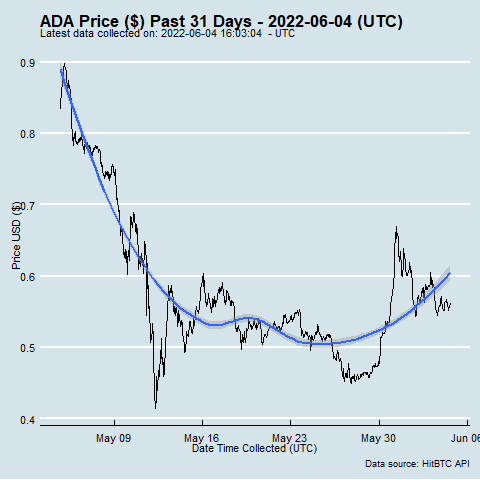 ADA Price ($) Past 31 Days - 2022-06-04 (UTC)
Latest data collected on: 2022-06-04 16:03:04  - UTC
0.9
0.8
0.7
0.6
0.5
0.4
Price USD ($)
May 09
May 16
May 23
May 30
Jun 06
Date Time Collected (UTC)
Data source: HitBTC API